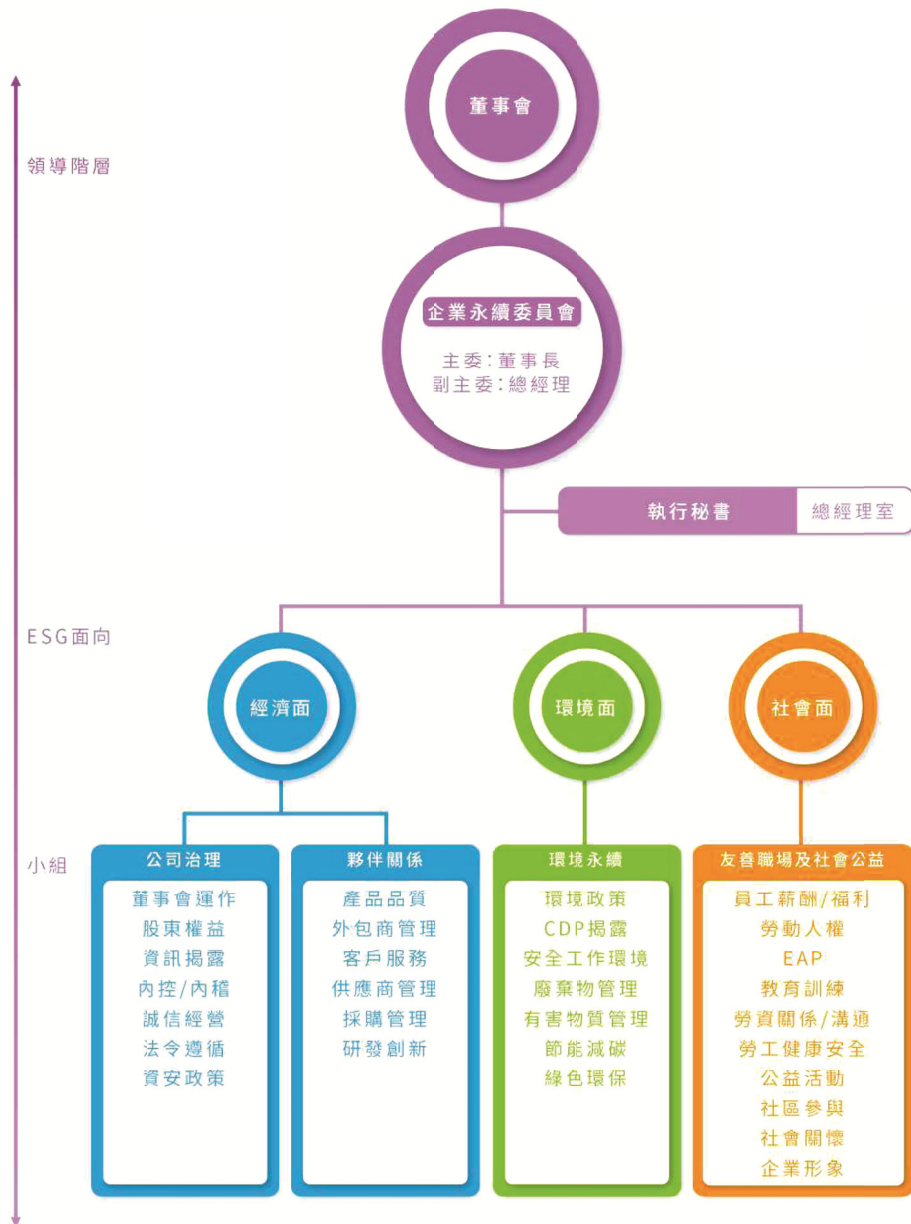 董事會
領導階層
企業永續委員會
主委：董事長
副主委：總經理
執行秘書
總經理室
ESG面向
經濟面
環境面
社會面
小組
公司治理
董事會運作
股東權益
資訊揭露
內控/內稽
誠信經營
法令遵循
資安政策
夥伴關係
產品品質
外包商管理
客戶服務
供應商管理
採購管理
研發創新
環境永續
環境政策
CDP揭露
安全工作環境
廢棄物管理
有害物質管理
節能減碳
綠色環保
友善職場及社會公益
員工薪酬/福利
勞動人權
EAP
教育訓練
勞資關係/溝通
勞工健康安全
公益活動
社區參與
社會關懷
企業形象